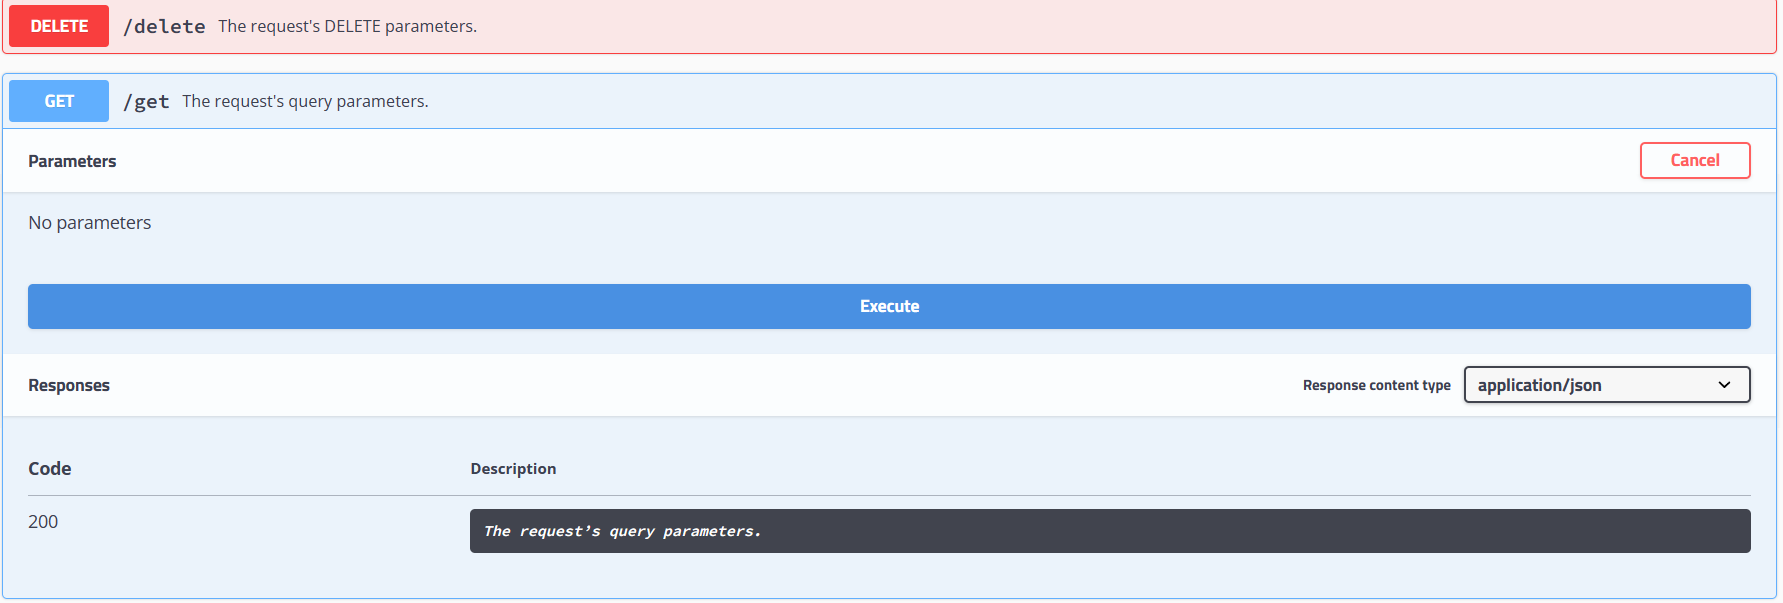 DELETE /delete The request's DELETE parameters.
GET /get The request's query parameters.
Parameters Cancel
No parameters
Execute
Responses Response content type application/json
Code Description
200 The request’s query parameters.